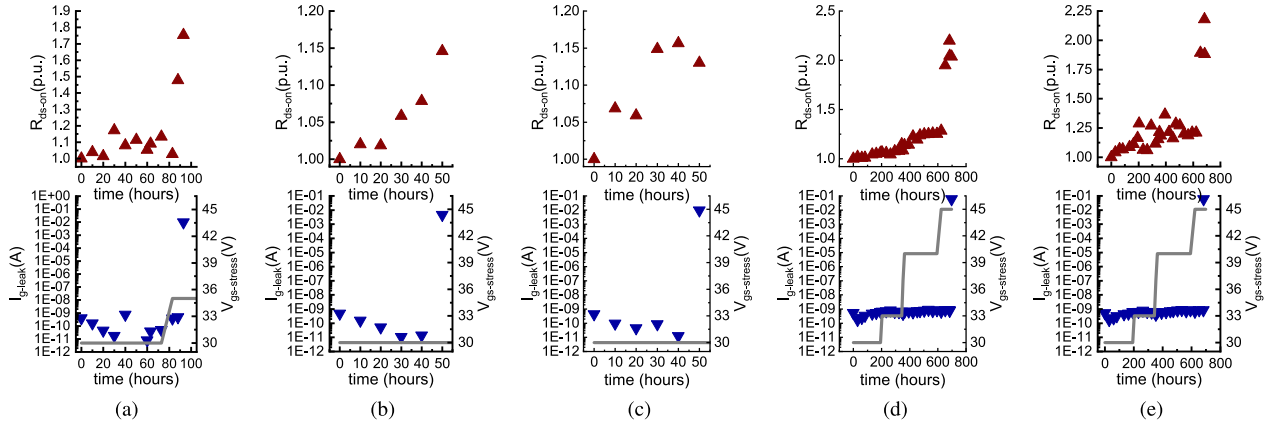 1.9
1.8
1.7
1.6
1.5
1.4
1.3
1.2
1.1
1.0
R_ds-on(p.u.)
0 20 40 60 80 100
time (hours)
1.15
1.10
1.05
1.00
R_ds-on(p.u.)
0 10 20 30 40 50
time (hours)
1.20
1.15
1.10
1.05
1.00
R_ds-on(p.u.)
0 10 20 30 40 50
time (hours)
2.5
2.0
1.5
1.0
R_ds-on(p.u.)
0 200 400 600 800
time (hours)
2.25
2.00
1.75
1.50
1.25
1.00
R_ds-on(p.u.)
0 200 400 600 800
time (hours)
1E+00
1E-01
1E-02
1E-03
1E-04
1E-05
1E-06
1E-07
1E-08
1E-09
1E-10
1E-11
1E-12
I_g-leak(A)
45
42
39
36
33
30
V_gs-stress(V)
0 20 40 60 80 100
time (hours)
1E-01
1E-02
1E-03
1E-04
1E-05
1E-06
1E-07
1E-08
1E-09
1E-10
1E-11
1E-12
I_g-leak(A)
45
42
39
36
33
30
V_gs-stress(V)
0 10 20 30 40 50
time (hours)
1E-01
1E-02
1E-03
1E-04
1E-05
1E-06
1E-07
1E-08
1E-09
1E-10
1E-11
1E-12
I_g-leak(A)
45
42
39
36
33
30
V_gs-stress(V)
0 10 20 30 40 50
time (hours)
1E-01
1E-02
1E-03
1E-04
1E-05
1E-06
1E-07
1E-08
1E-09
1E-10
1E-11
1E-12
I_g-leak(A)
45
42
39
36
33
30
V_gs-stress(V)
0 200 400 600 800
time (hours)
1E-01
1E-02
1E-03
1E-04
1E-05
1E-06
1E-07
1E-08
1E-09
1E-10
1E-11
1E-12
I_g-leak(A)
45
42
39
36
33
30
V_gs-stress(V)
0 200 400 600 800
time (hours)
(a) (b) (c) (d) (e)